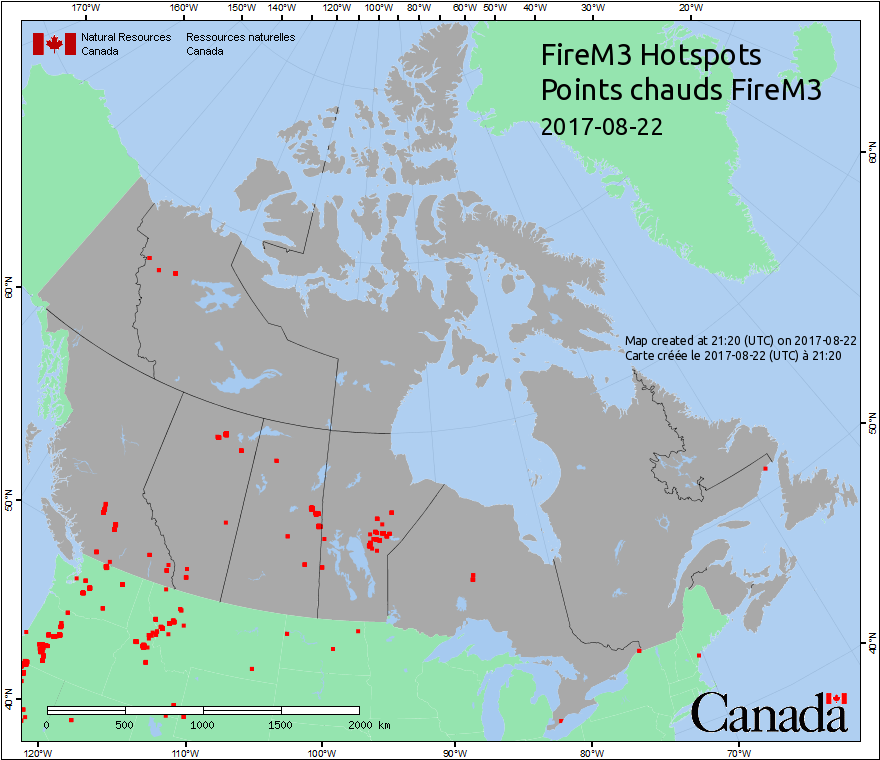 170°W 160°W 150°W 140°W 120°W 100°W 80°W 60°W 50°W 40°W 30°W 20°W
Natural Resources Ressources naturelles
Canada Canada
FireM3 Hotspots
Points chauds FireM3
2017-08-22
60°N 60°N
Map created at 21:20 (UTC) on 2017-08-22
Carte créée le 2017-08-22 (UTC) à 21:20
50°N 50°N
40°N 40°N
Canada
0 500 1000 1500 2000 km
120°W 110°W 100°W 90°W 80°W 70°W